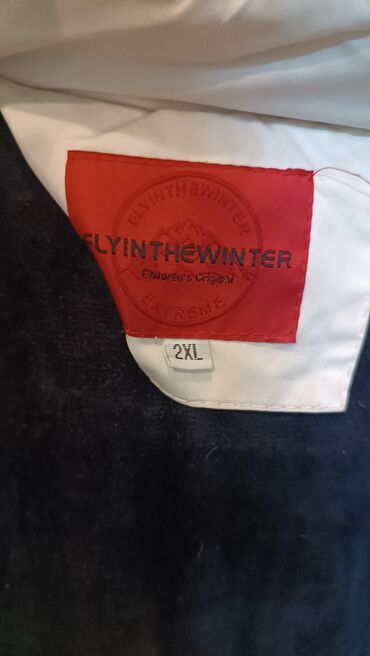 FLYINTHEWINTER
FLYINTHEWINTER
Children's Original
EXTREME
2XL